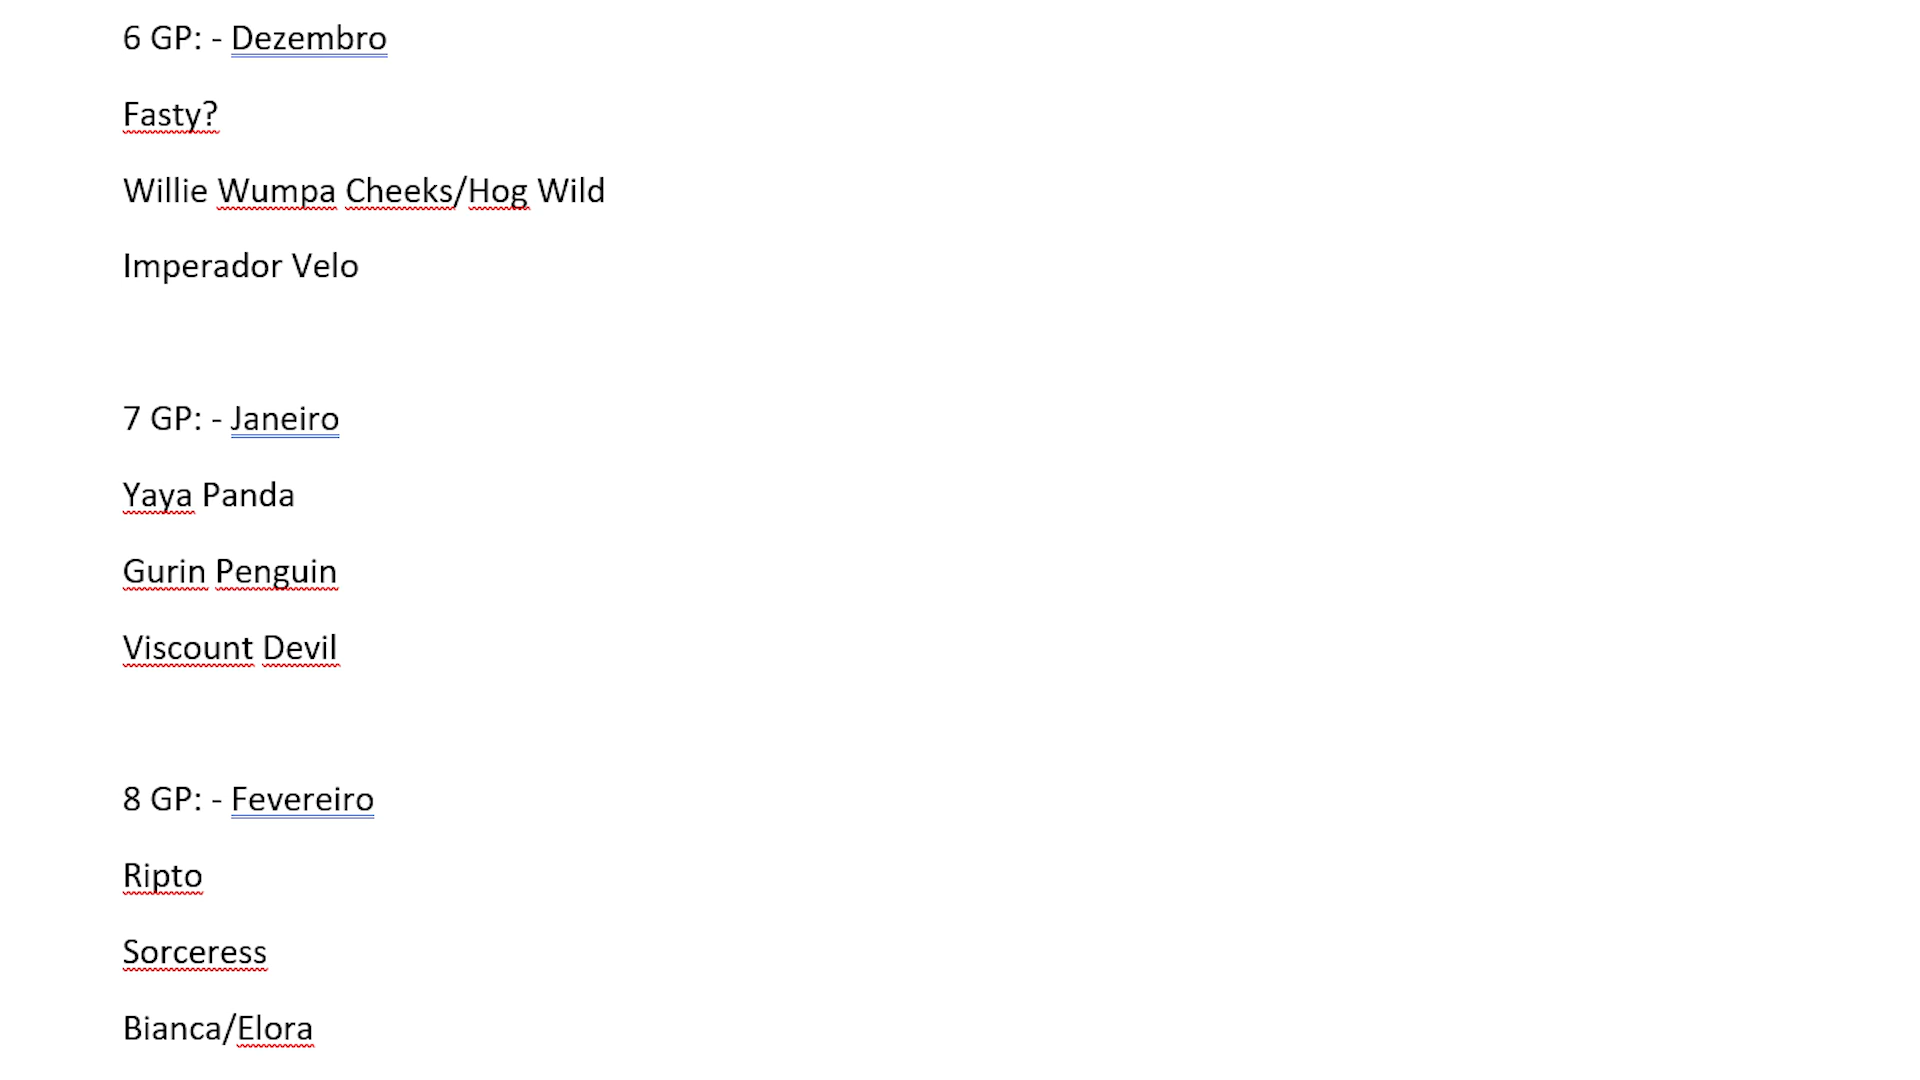 6 GP: - Dezembro
Fasty?
Willie Wumpa Cheeks/Hog Wild
Imperador Velo
7 GP: - Janeiro
Yaya Panda
Gurin Penguin
Viscount Devil
8 GP: - Fevereiro
Ripto
Sorceress
Bianca/Elora